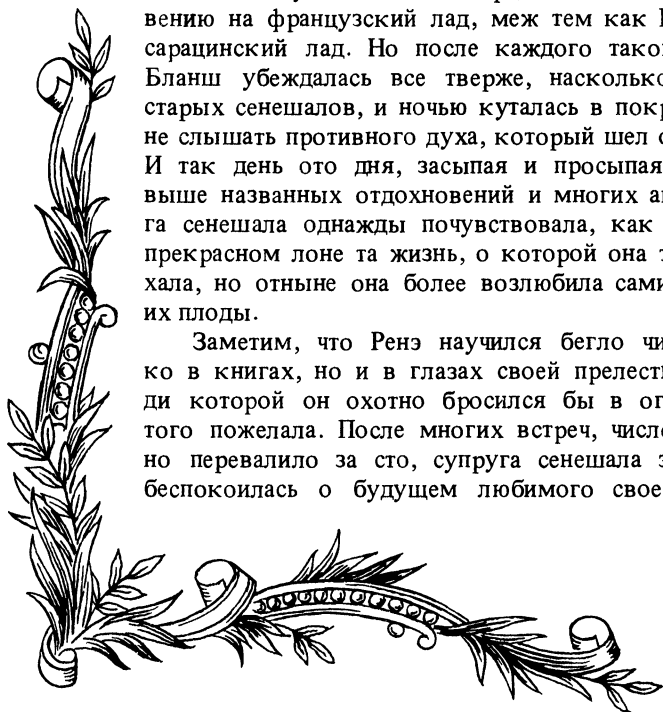 вению на французский лад, меж тем как
сарацинский лад. Но после каждого тако
Бланш убеждалась все тверже, насколько
старых сенешалов, и ночью куталась в пок
не слышать противного духа, который шел
И так день ото дня, засыпая и просыпая
выше названных отдохновений и многих а
га сенешала однажды почувствовала, как
прекрасном лоне та жизнь, о которой она
хала, но отныне она более возлюбила сами
их плоды.
Заметим, что Ренэ научился бегло чи
ко в книгах, но и в глазах своей прелест
ди которой он охотно бросился бы в ог
того пожелала. После многих встреч, числ
но перевалило за сто, супруга сенешала
беспокоилась о будущем любимого свое